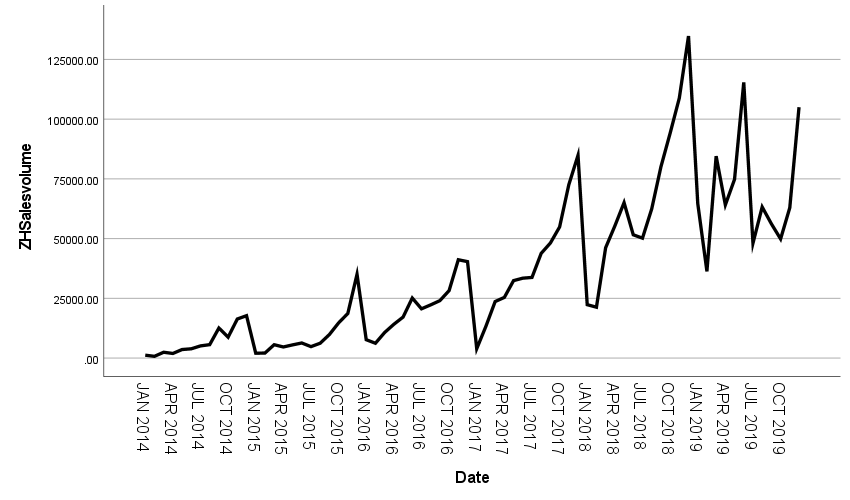 ZHSalesvolume
125000.00
100000.00
75000.00
50000.00
25000.00
.00
JAN 2014
APR 2014
JUL 2014
OCT 2014
JAN 2015
APR 2015
JUL 2015
OCT 2015
JAN 2016
APR 2016
JUL 2016
OCT 2016
JAN 2017
APR 2017
JUL 2017
OCT 2017
JAN 2018
APR 2018
JUL 2018
OCT 2018
JAN 2019
APR 2019
JUL 2019
OCT 2019
Date